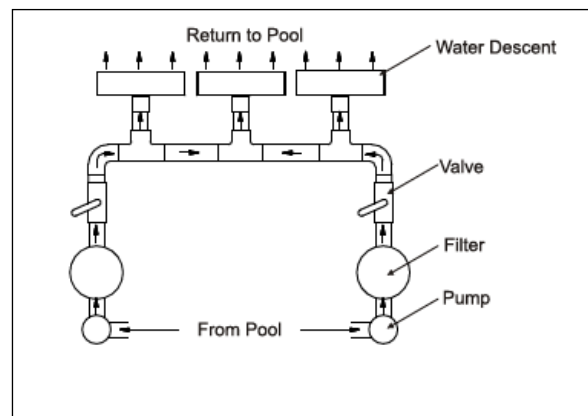 Return to Pool
Water Descent
Valve
Filter
Pump
From Pool